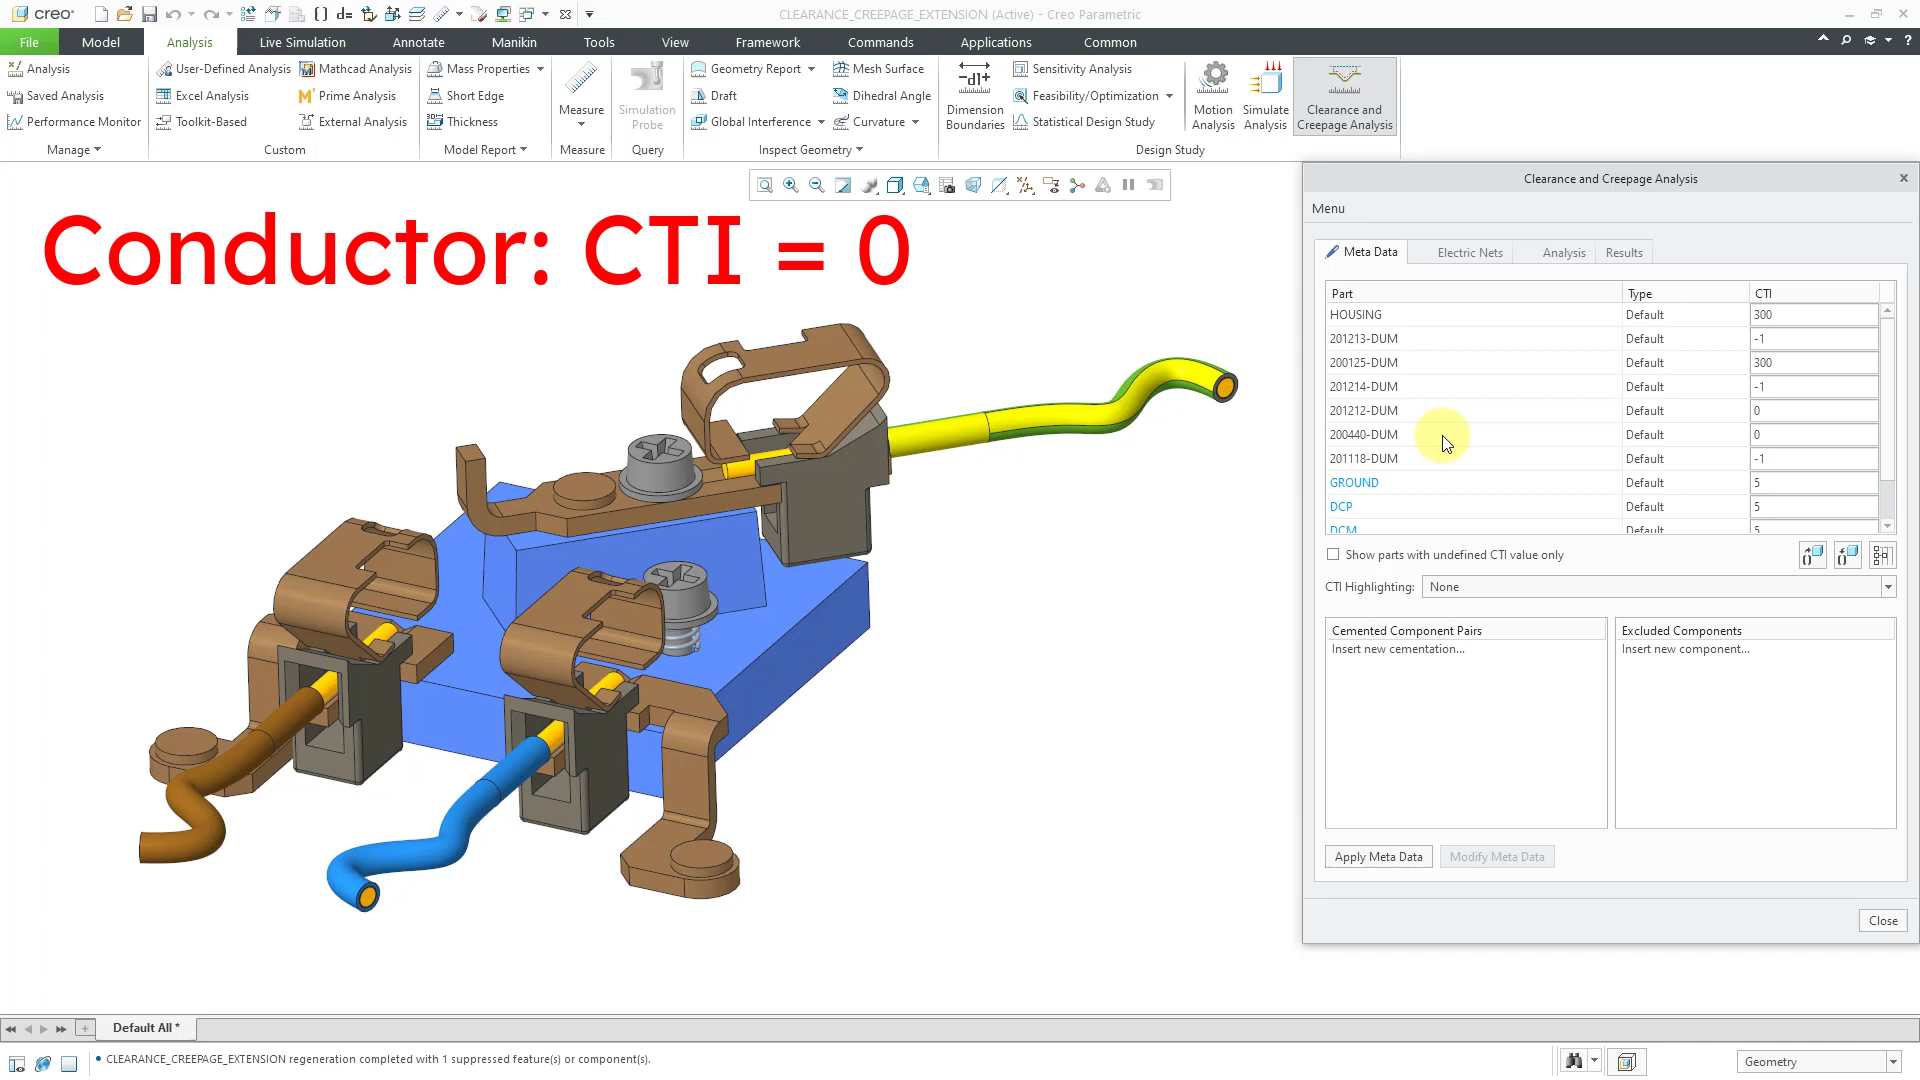 creo
CLEARANCE_CREEPAGE_EXTENSION (Active) - Creo Parametric
File
Model
Analysis
Live Simulation
Annotate
Manikin
Tools
View
Framework
Commands
Applications
Common
Analysis
Saved Analysis
Performance Monitor
Manage
User-Defined Analysis
Excel Analysis
Toolkit-Based
Mathcad Analysis
Prime Analysis
External Analysis
Custom
Mass Properties
Short Edge
Thickness
Model Report
Measure
Measure
Simulation
Probe
Query
Geometry Report
Draft
Global Interference
Mesh Surface
Dihedral Angle
Curvature
Inspect Geometry
Dimension
Boundaries
Sensitivity Analysis
Feasibility/Optimization
Statistical Design Study
Motion
Analysis
Simulate
Analysis
Clearance and
Creepage Analysis
Design Study
Conductor: CTI = 0
Clearance and Creepage Analysis
Menu
Meta Data
Electric Nets
Analysis
Results
Part Type CTI
HOUSING Default 300
201213-DUM Default -1
200125-DUM Default 300
201214-DUM Default -1
201212-DUM Default 0
200440-DUM Default 0
201118-DUM Default -1
GROUND Default 5
DCP Default 5
DCM Default 5
Show parts with undefined CTI value only
CTI Highlighting: None
Cemented Component Pairs
Insert new cementation...
Excluded Components
Insert new component...
Apply Meta Data
Modify Meta Data
Close
Default All *
CLEARANCE_CREEPAGE_EXTENSION regeneration completed with 1 suppressed feature(s) or component(s).
Geometry